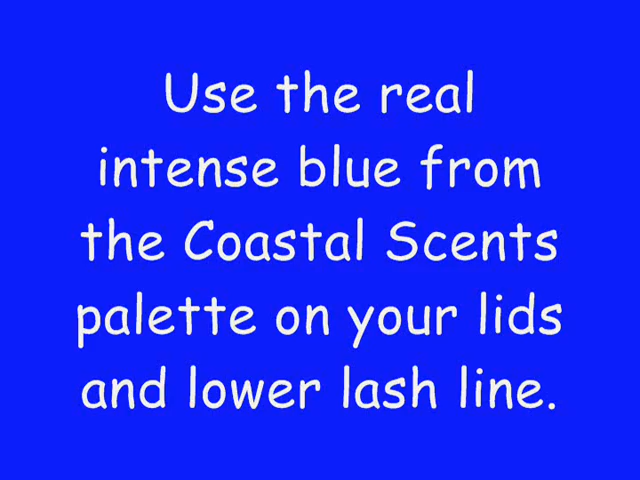 Use the real
intense blue from
the Coastal Scents
palette on your lids
and lower lash line.